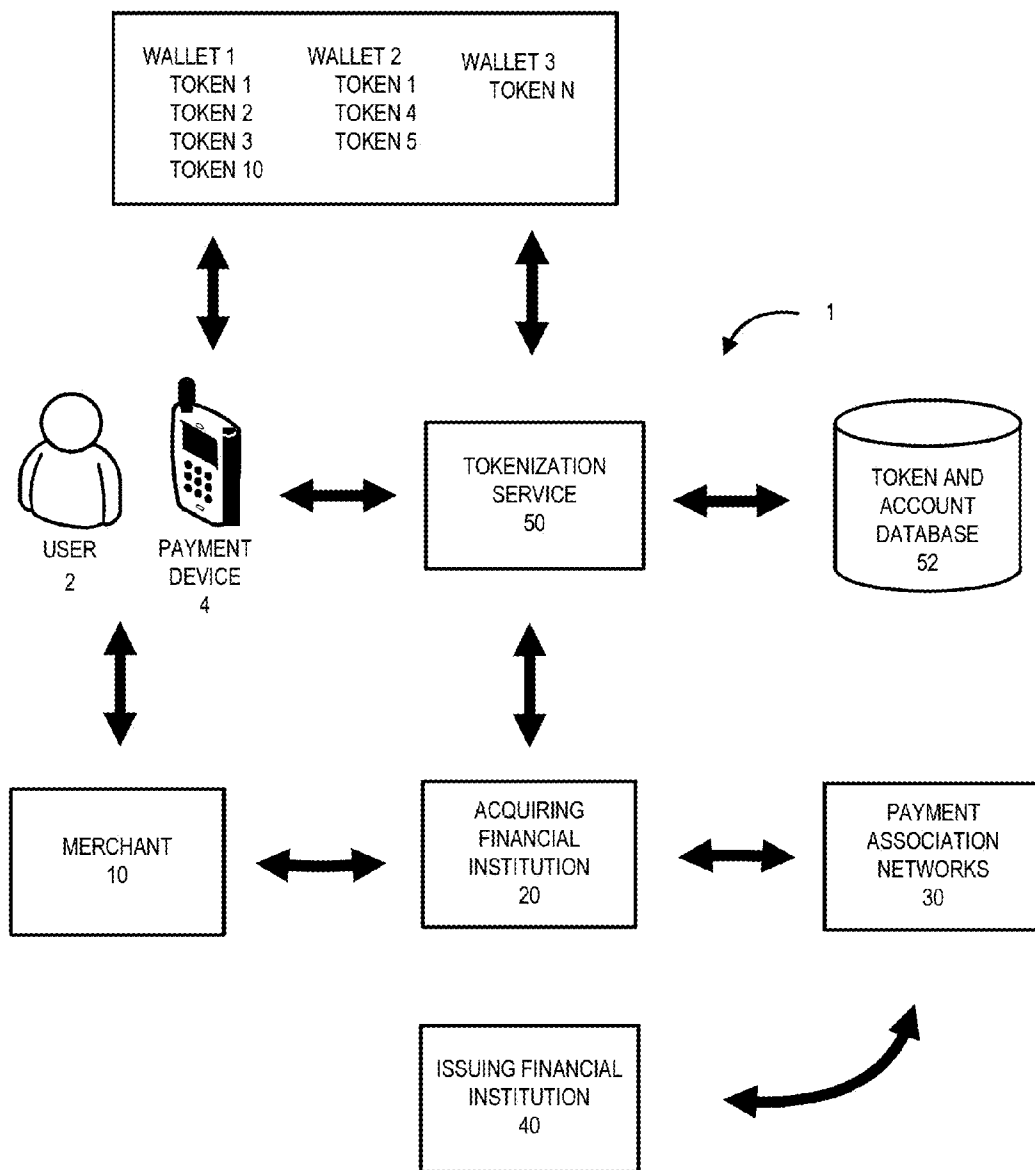 WALLET 1
TOKEN 1
TOKEN 2
TOKEN 3
TOKEN 10
WALLET 2
TOKEN 1
TOKEN 4
TOKEN 5
WALLET 3
TOKEN N
1
USER
2
PAYMENT
DEVICE
4
TOKENIZATION
SERVICE
50
TOKEN AND
ACCOUNT
DATABASE
52
MERCHANT
10
ACQUIRING
FINANCIAL
INSTITUTION
20
PAYMENT
ASSOCIATION
NETWORKS
30
ISSUING FINANCIAL
INSTITUTION
40